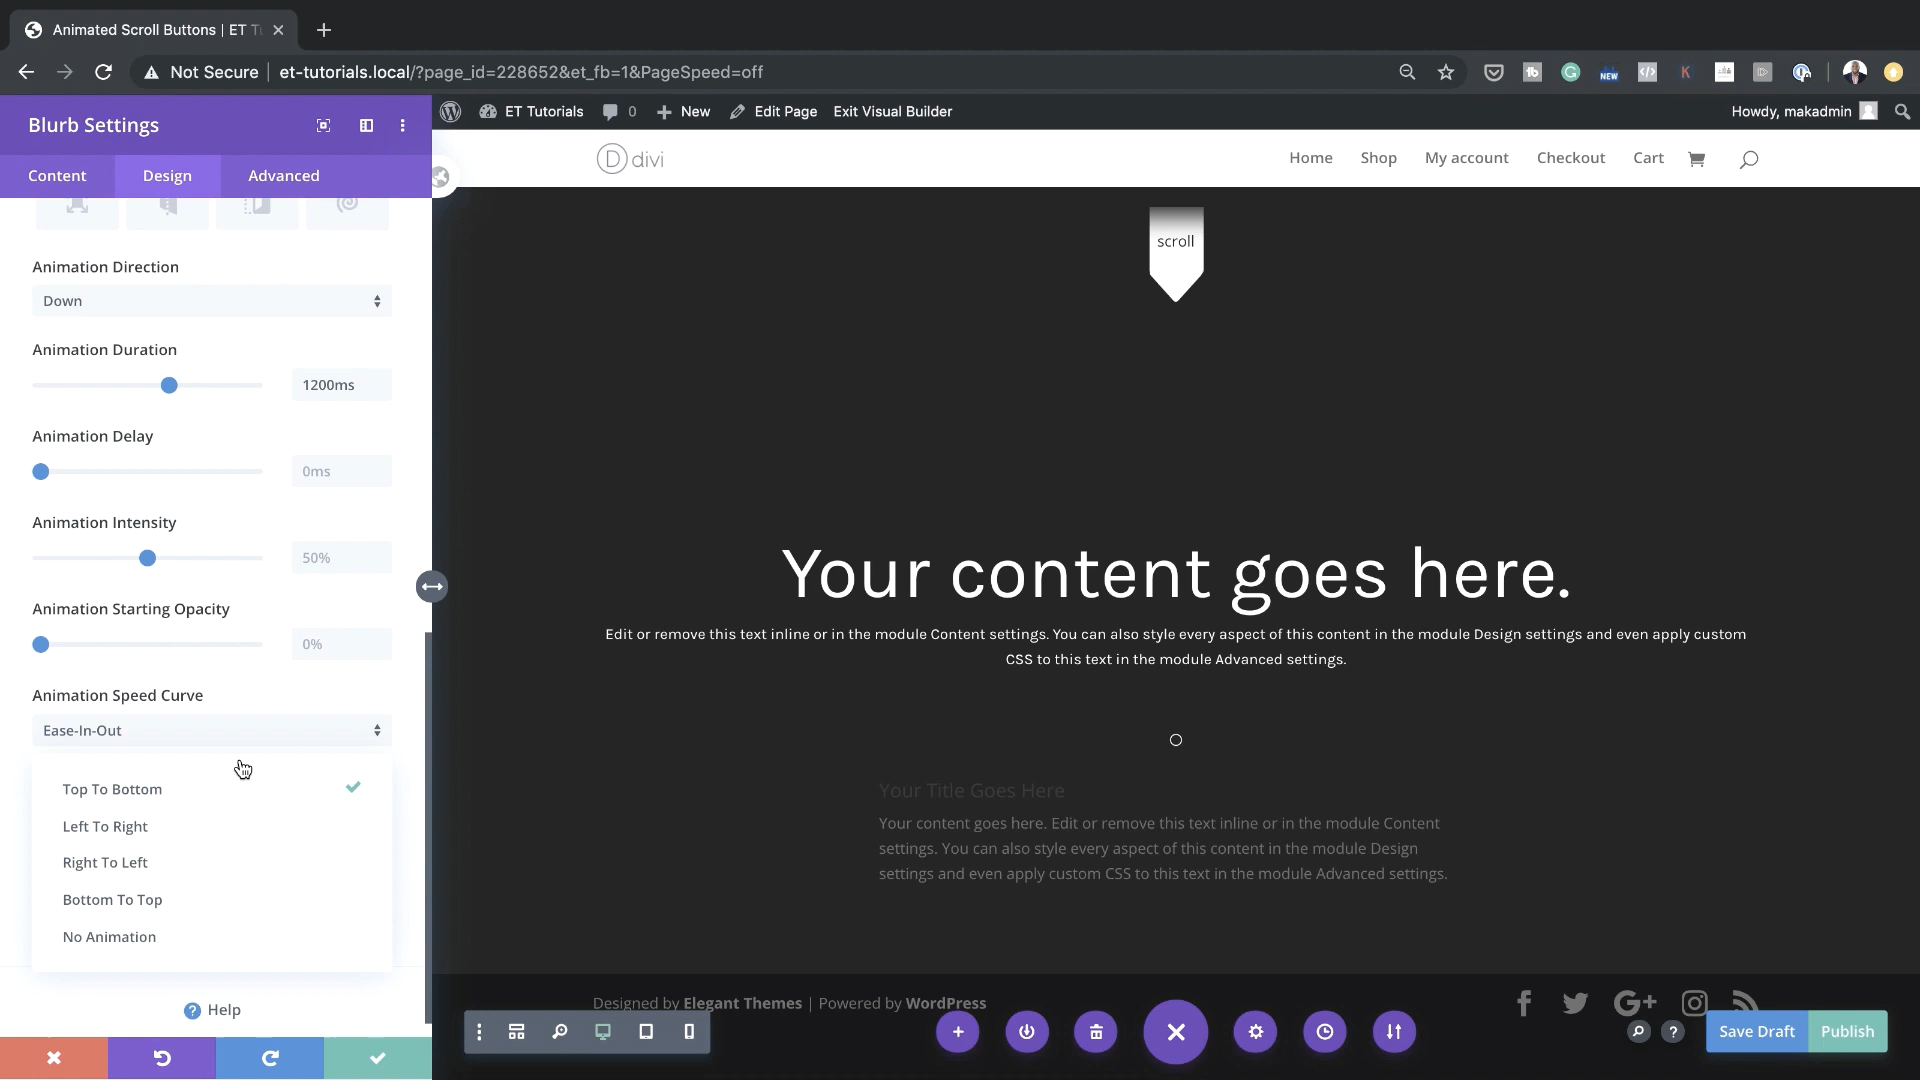 Animated Scroll Buttons | ET T
Not Secure
et-tutorials.local/?page_id=228652&et_fb=1&PageSpeed=off
NEW
Blurb Settings
ET Tutorials
0
New
Edit Page
Exit Visual Builder
Howdy, makadmin
Content
Design
Advanced
divi
Home
Shop
My account
Checkout
Cart
scroll
Animation Direction
Down
Animation Duration
1200ms
Animation Delay
0ms
Animation Intensity
50%
Animation Starting Opacity
0%
Animation Speed Curve
Ease-In-Out
Top To Bottom
Left To Right
Right To Left
Bottom To Top
No Animation
Help
Your content goes here.
Edit or remove this text inline or in the module Content settings. You can also style every aspect of this content in the module Design settings and even apply custom
CSS to this text in the module Advanced settings.
Your Title Goes Here
Your content goes here. Edit or remove this text inline or in the module Content
settings. You can also style every aspect of this content in the module Design
settings and even apply custom CSS to this text in the module Advanced settings.
Designed by Elegant Themes | Powered by WordPress
Save Draft
Publish